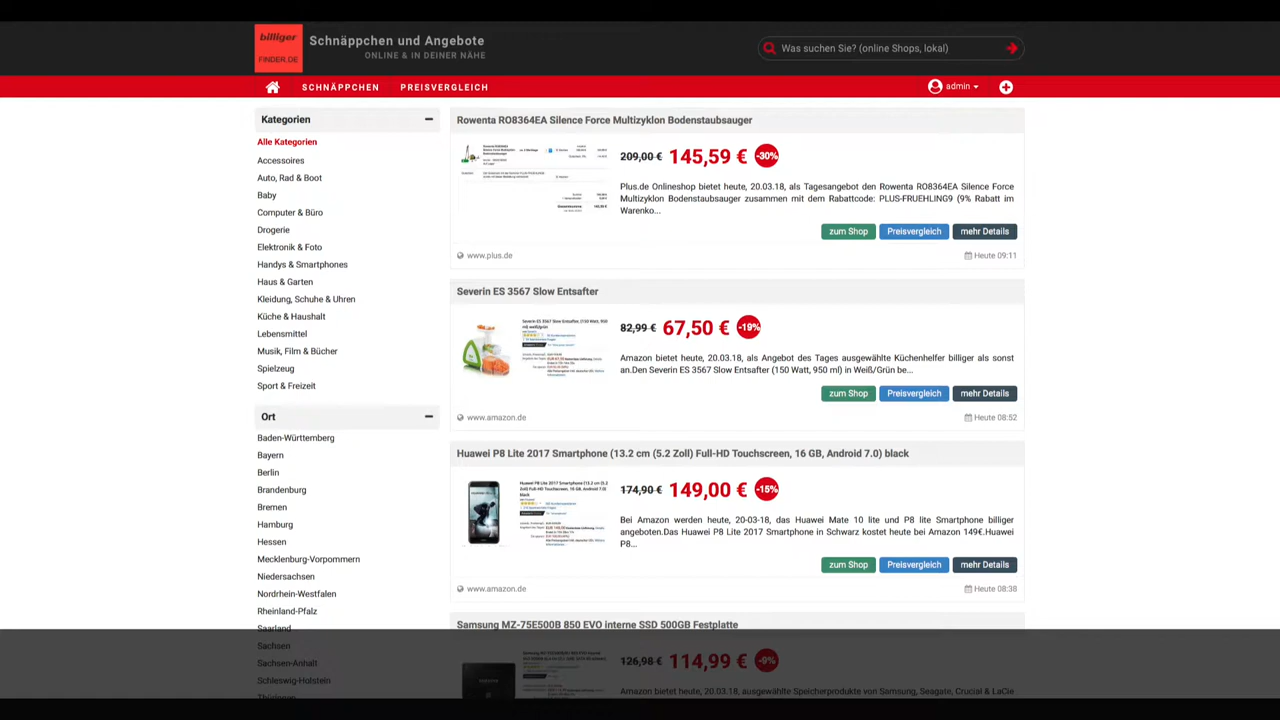 billiger
FINDER.DE
Schnäppchen und Angebote
ONLINE & IN DEINER NÄHE
Was suchen Sie? (online Shops, lokal)
SCHNÄPPCHEN
PREISVERGLEICH
admin
Kategorien
Alle Kategorien
Accessoires
Auto, Rad & Boot
Baby
Computer & Büro
Drogerie
Elektronik & Foto
Handys & Smartphones
Haus & Garten
Kleidung, Schuhe & Uhren
Küche & Haushalt
Lebensmittel
Musik, Film & Bücher
Spielzeug
Sport & Freizeit
Ort
Baden-Württemberg
Bayern
Berlin
Brandenburg
Bremen
Hamburg
Hessen
Mecklenburg-Vorpommern
Niedersachsen
Nordrhein-Westfalen
Rheinland-Pfalz
Saarland
Sachsen
Sachsen-Anhalt
Schleswig-Holstein
Thüringen
Rowenta RO8364EA Silence Force Multizyklon Bodenstaubsauger
209,00 € 145,59 € -30%
Plus.de Onlineshop bietet heute, 20.03.18, als Tagesangebot den Rowenta RO8364EA Silence Force
Multizyklon Bodenstaubsauger zusammen mit dem Rabattcode: PLUS-FRUEHLING9 (9% Rabatt im
Warenko...
zum Shop Preisvergleich mehr Details
www.plus.de Heute 09:11
Severin ES 3567 Slow Entsafter
82,99 € 67,50 € -19%
Amazon bietet heute, 20.03.18, als Angebot des Tages ausgewählte Küchenhelfer billiger als sonst
an.Den Severin ES 3567 Slow Entsafter (150 Watt, 950 ml) in Weiß/Grün be...
zum Shop Preisvergleich mehr Details
www.amazon.de Heute 08:52
Huawei P8 Lite 2017 Smartphone (13.2 cm (5.2 Zoll) Full-HD Touchscreen, 16 GB, Android 7.0) black
174,90 € 149,00 € -15%
Bei Amazon werden heute, 20-03-18, das Huawei Mate 10 lite und P8 lite Smartphone billiger
angeboten.Das Huawei P8 Lite 2017 Smartphone in Schwarz kostet heute bei Amazon 149€.Huawei
P8...
zum Shop Preisvergleich mehr Details
www.amazon.de Heute 08:38
Samsung MZ-75E500B 850 EVO interne SSD 500GB Festplatte
126,98 € 114,99 € -9%
Amazon bietet heute, 20.03.18, ausgewählte Speicherprodukte von Samsung, Seagate, Crucial & LaCie